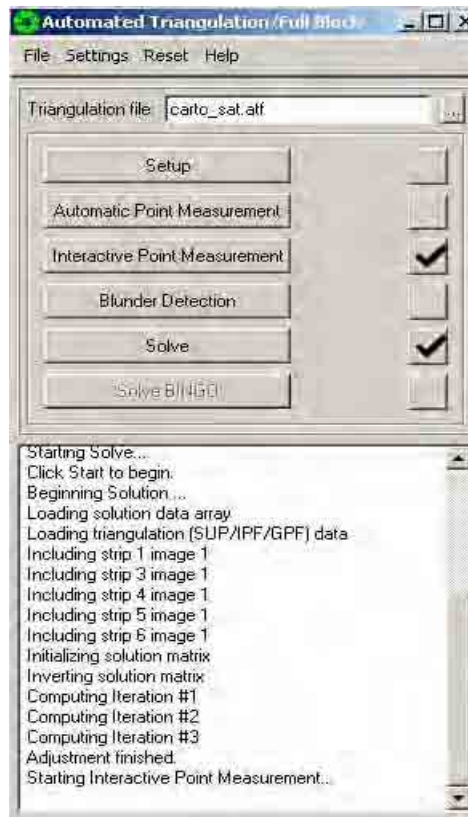 Automated Triangulation (Full Block
File Settings Reset Help
Triangulation file carto_sat.atf ...
Setup
Automatic Point Measurement
Interactive Point Measurement
Blunder Detection
Solve
Solve BINGO
Starting Solve...
Click Start to begin.
Beginning Solution ...
Loading solution data array
Loading triangulation (SUP/IPF/GPF) data
Including strip 1 image 1
Including strip 3 image 1
Including strip 4 image 1
Including strip 5 image 1
Including strip 6 image 1
Initializing solution matrix
Inverting solution matrix
Computing Iteration #1
Computing Iteration #2
Computing Iteration #3
Adjustment finished.
Starting Interactive Point Measurement...